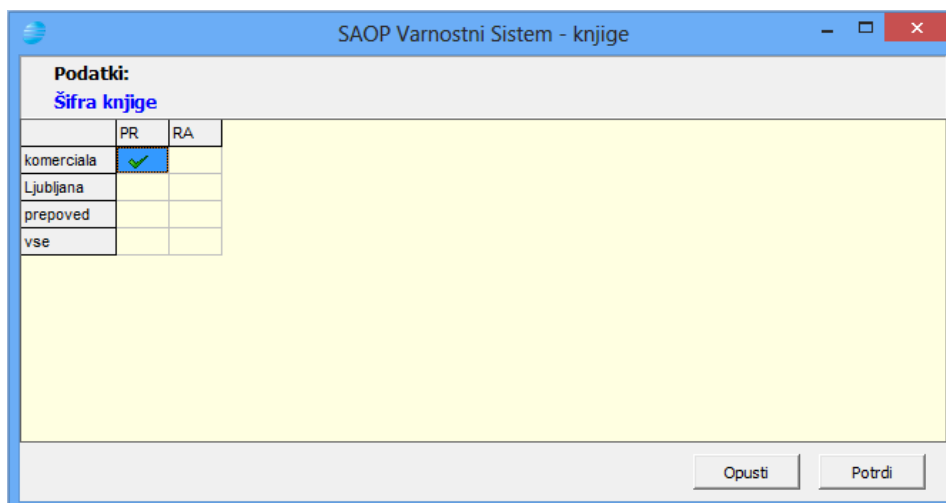 SAOP Varnostni Sistem - knjige
Podatki:
Šifra knjige
PR RA
komerciala
Ljubljana
prepoved
vse
Opusti Potrdi